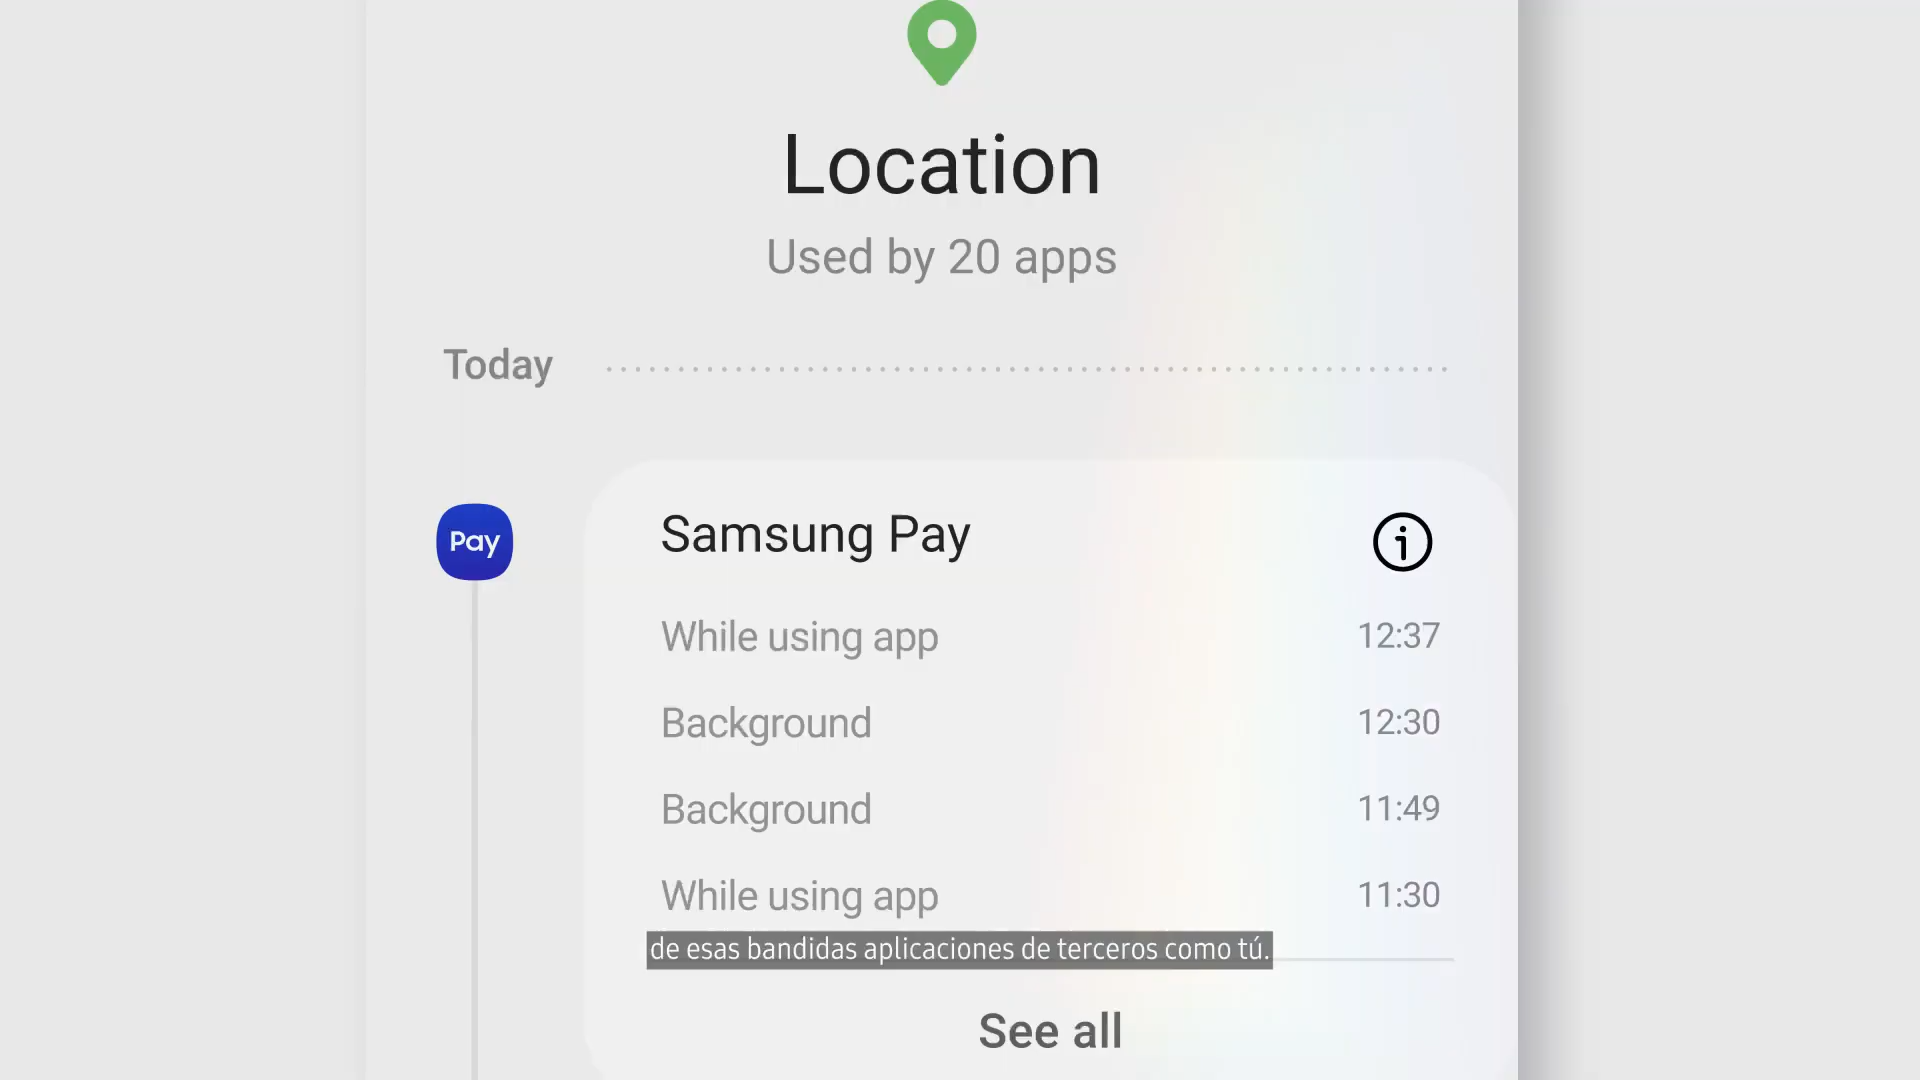 Location
Used by 20 apps
Today
Pay
Samsung Pay
While using app 12:37
Background 12:30
Background 11:49
While using app 11:30
de esas bandidas aplicaciones de terceros como tú.
See all